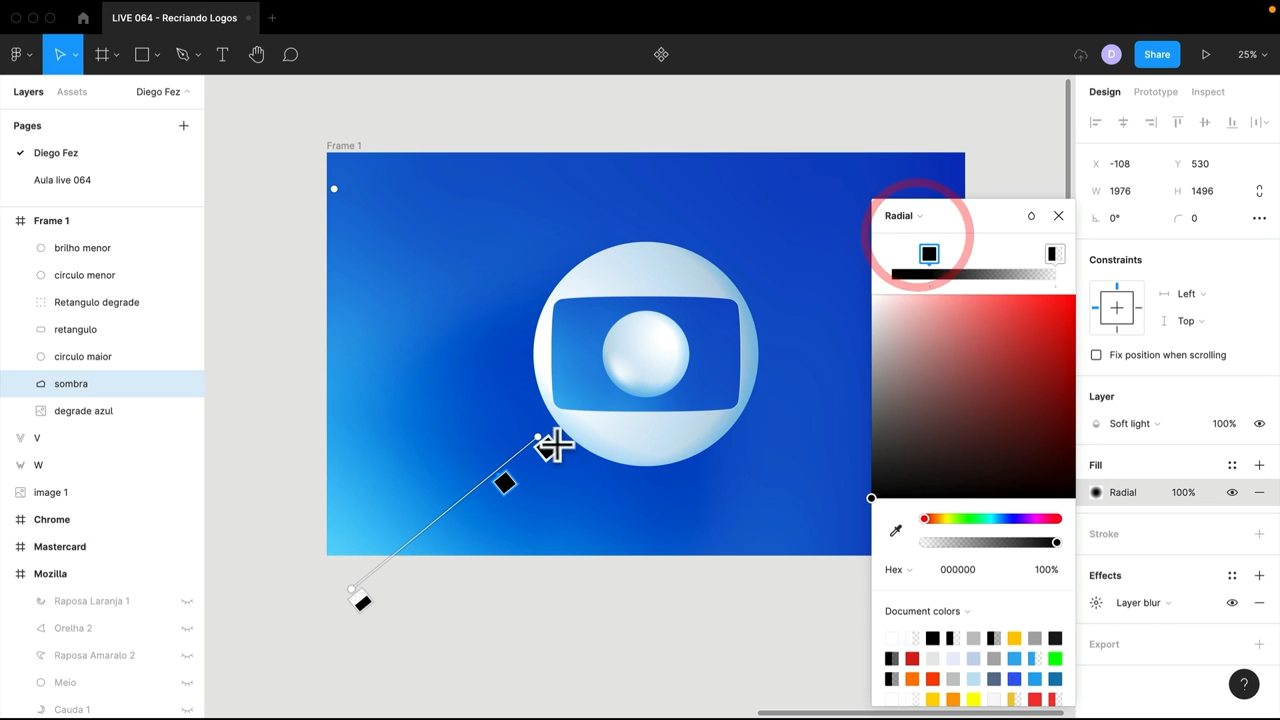 LIVE 064 - Recriando Logos
Share
25%
Layers
Assets
Diego Fez
Pages
Diego Fez
Aula live 064
Frame 1
brilho menor
circulo menor
Retangulo degrade
retangulo
circulo maior
sombra
degrade azul
V
W
image 1
Chrome
Mastercard
Mozilla
Raposa Laranja 1
Orelha 2
Raposa Amaralo 2
Meio
Cauda 1
Frame 1
Radial
Hex
000000
100%
Document colors
Design
Prototype
Inspect
X
-108
Y
530
W
1976
H
1496
0°
0
Constraints
Left
Top
Fix position when scrolling
Layer
Soft light
100%
Fill
Radial
100%
Stroke
Effects
Layer blur
Export
D
?